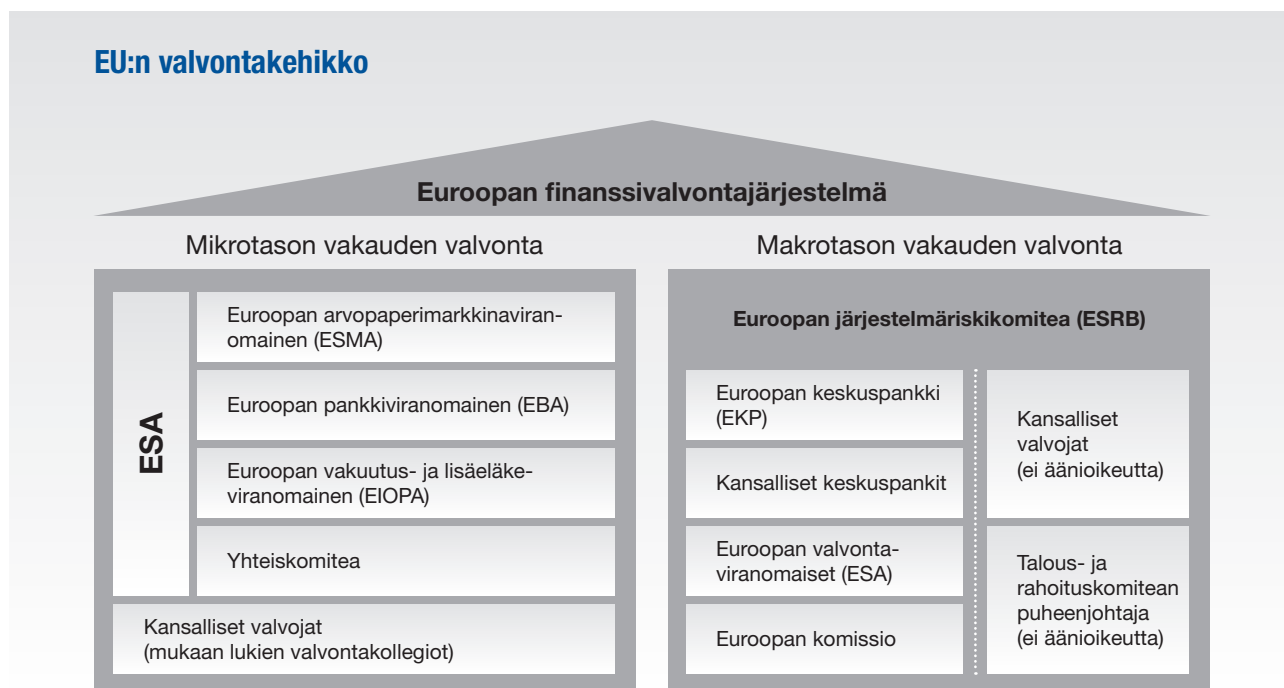 EU:n valvontakehikko
Euroopan finanssivalvontajärjestelmä
Mikrotason vakauden valvonta
ESA
Euroopan arvopaperimarkkinaviran-
omainen (ESMA)
Euroopan pankkiviranomainen (EBA)
Euroopan vakuutus- ja lisäeläke-
viranomainen (EIOPA)
Yhteiskomitea
Kansalliset valvojat
(mukaan lukien valvontakollegiot)
Makrotason vakauden valvonta
Euroopan järjestelmäriskikomitea (ESRB)
Euroopan keskuspankki
(EKP)
Kansalliset keskuspankit
Euroopan valvonta-
viranomaiset (ESA)
Euroopan komissio
Kansalliset
valvojat
(ei äänioikeutta)
Talous- ja
rahoituskomitean
puheenjohtaja
(ei äänioikeutta)